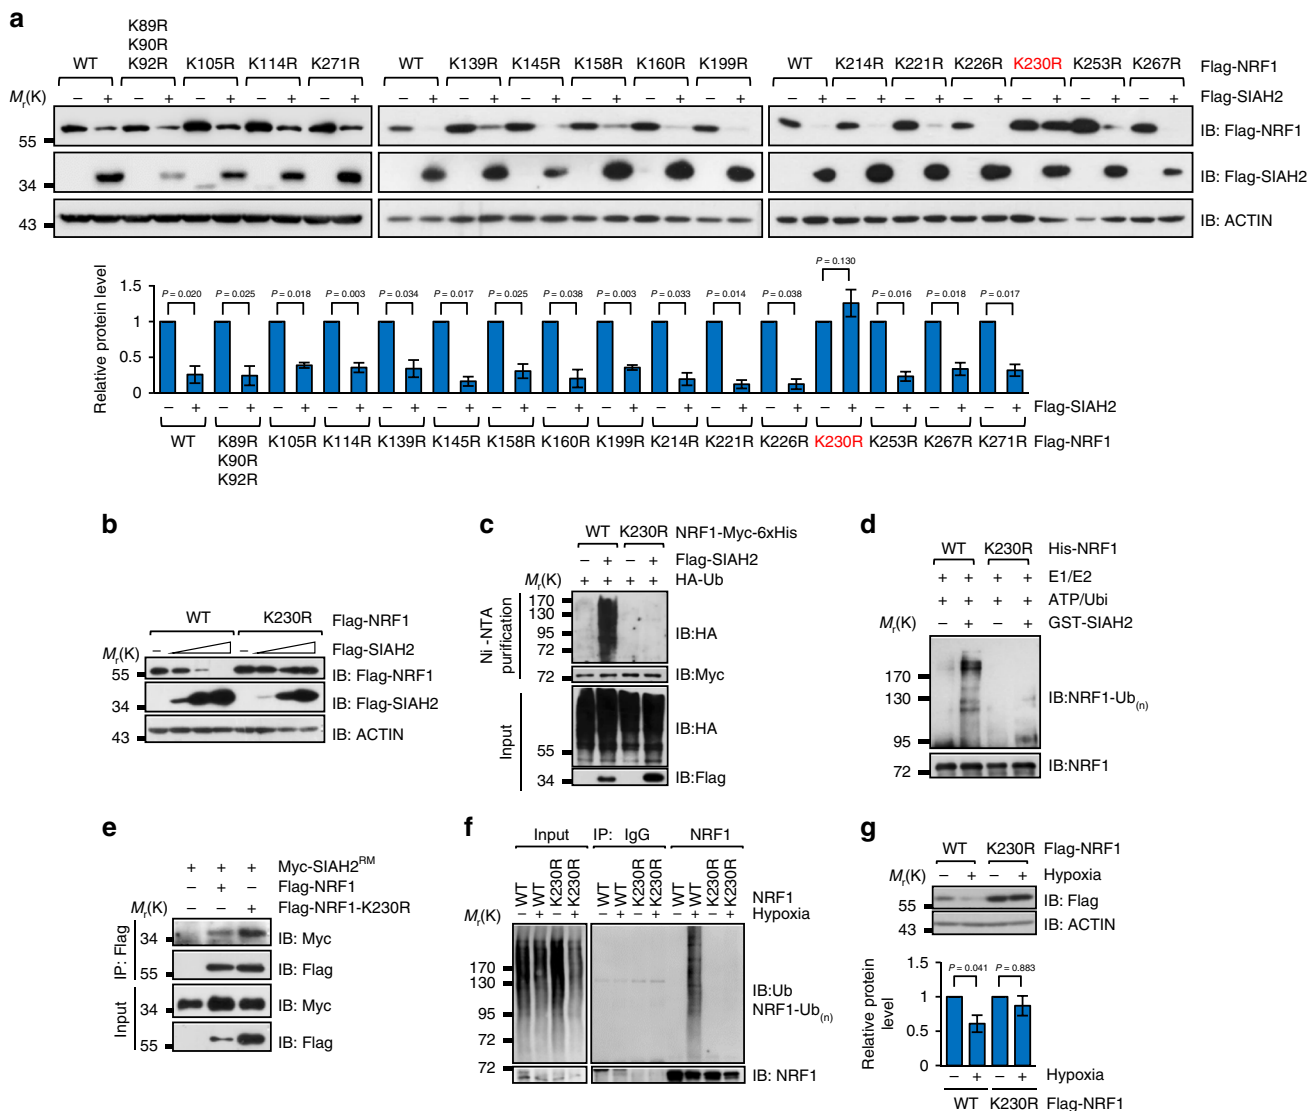 a
K89R
K90R
K92R
WT K105R K114R K271R WT K139R K145R K158R K160R K199R WT K214R K221R K226R K230R K253R K267R Flag-NRF1
Mr(K) – + – + – + – + – + – + – + – + – + – + – + – + – + – + – + – + – + – + Flag-SIAH2
55 IB: Flag-NRF1
34 IB: Flag-SIAH2
43 IB: ACTIN
Relative protein level
1.5
1
0.5
0
P = 0.020 P = 0.025 P = 0.018 P = 0.003 P = 0.034 P = 0.017 P = 0.025 P = 0.038 P = 0.003 P = 0.033 P = 0.014 P = 0.038 P = 0.130 P = 0.016 P = 0.018 P = 0.017
– + – + – + – + – + – + – + – + – + – + – + – + – + – + – + – + Flag-SIAH2
WT K89R K105R K114R K139R K145R K158R K160R K199R K214R K221R K226R K230R K253R K267R K271R Flag-NRF1
K90R
K92R
b
WT K230R Flag-NRF1
– – Flag-SIAH2
Mr(K)
55 IB: Flag-NRF1
34 IB: Flag-SIAH2
43 IB: ACTIN
c
WT K230R NRF1-Myc-6xHis
– + – + Flag-SIAH2
Mr(K) + + + + HA-Ub
Ni -NTA purification
170
130
95
72
IB:HA
72 IB:Myc
Input
IB:HA
55
34 IB:Flag
d
WT K230R His-NRF1
+ + + + E1/E2
+ + + + ATP/Ubi
Mr(K) – + – + GST-SIAH2
170
130 IB:NRF1-Ub(n)
95
72 IB:NRF1
e
+ + + Myc-SIAH2RM
– + – Flag-NRF1
– – + Flag-NRF1-K230R
Mr(K)
IP: Flag
34 IB: Myc
55 IB: Flag
Input
34 IB: Myc
55 IB: Flag
f
Input IP: IgG NRF1
WT WT K230R K230R WT WT K230R K230R WT WT K230R K230R NRF1
Mr(K) – + – + – + – + – + – + Hypoxia
170
130
95
72
IB:Ub
NRF1-Ub(n)
72 IB: NRF1
g
WT K230R Flag-NRF1
Mr(K) – + – + Hypoxia
55 IB: Flag
43 IB: ACTIN
Relative protein level
P = 0.041 P = 0.883
1.5
1
0.5
0
– + – + Hypoxia
WT K230R Flag-NRF1